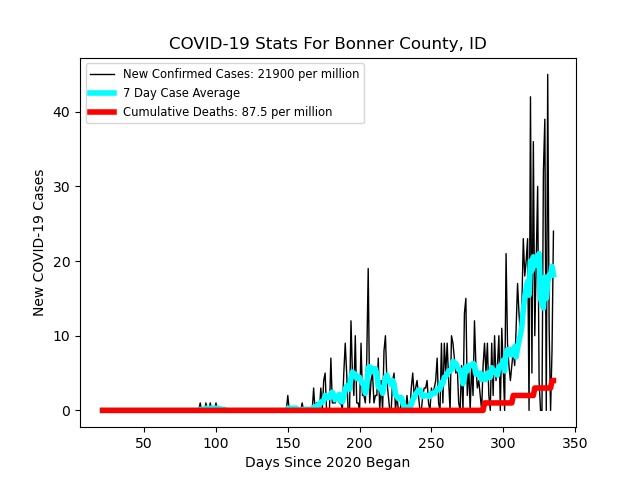 COVID-19 Stats For Bonner County, ID
New Confirmed Cases: 21900 per million
7 Day Case Average
Cumulative Deaths: 87.5 per million
New COVID-19 Cases
40
30
20
10
0
50 100 150 200 250 300 350
Days Since 2020 Began